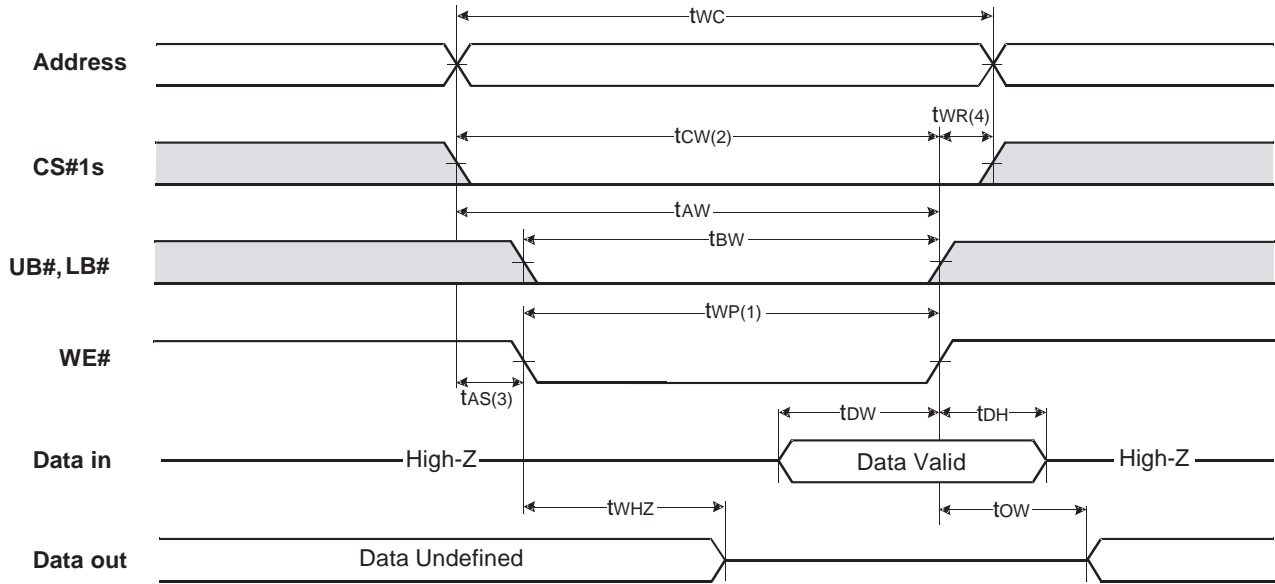 tWC
Address
tWR(4)
tCW(2)
CS#1s
tAW
tBW
UB#, LB#
tWP(1)
WE#
tAS(3)
tDW
tDH
Data in
High-Z
Data Valid
High-Z
tWHZ
tOW
Data out
Data Undefined